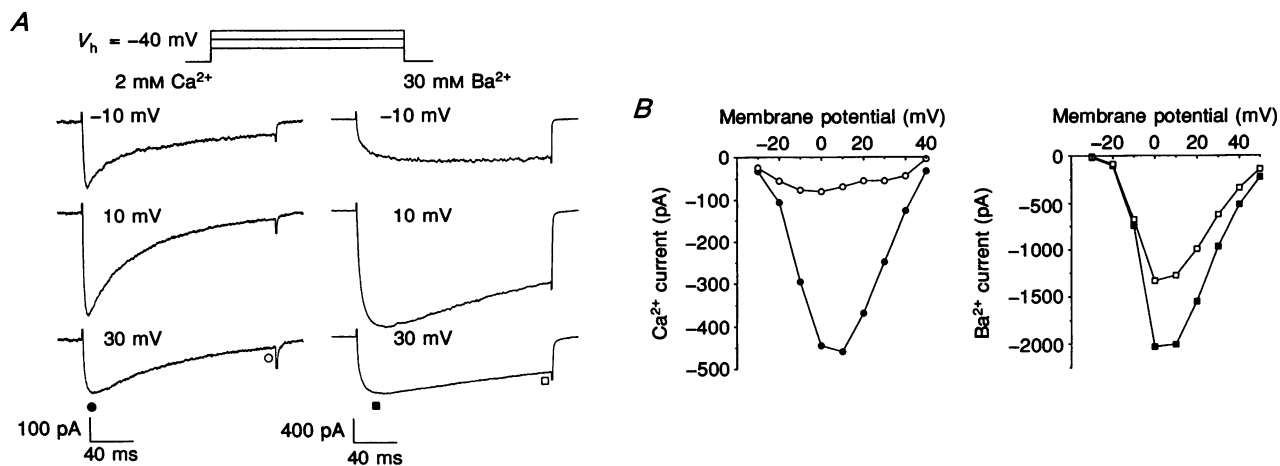 A
Vh = −40 mV
2 mM Ca2+
30 mM Ba2+
−10 mV
−10 mV
10 mV
10 mV
30 mV
30 mV
100 pA
40 ms
400 pA
40 ms
B
Membrane potential (mV)
−20 0 20 40
0
−100
−200
−300
−400
−500
Ca2+ current (pA)
Membrane potential (mV)
−20 0 20 40
0
−500
−1000
−1500
−2000
Ba2+ current (pA)